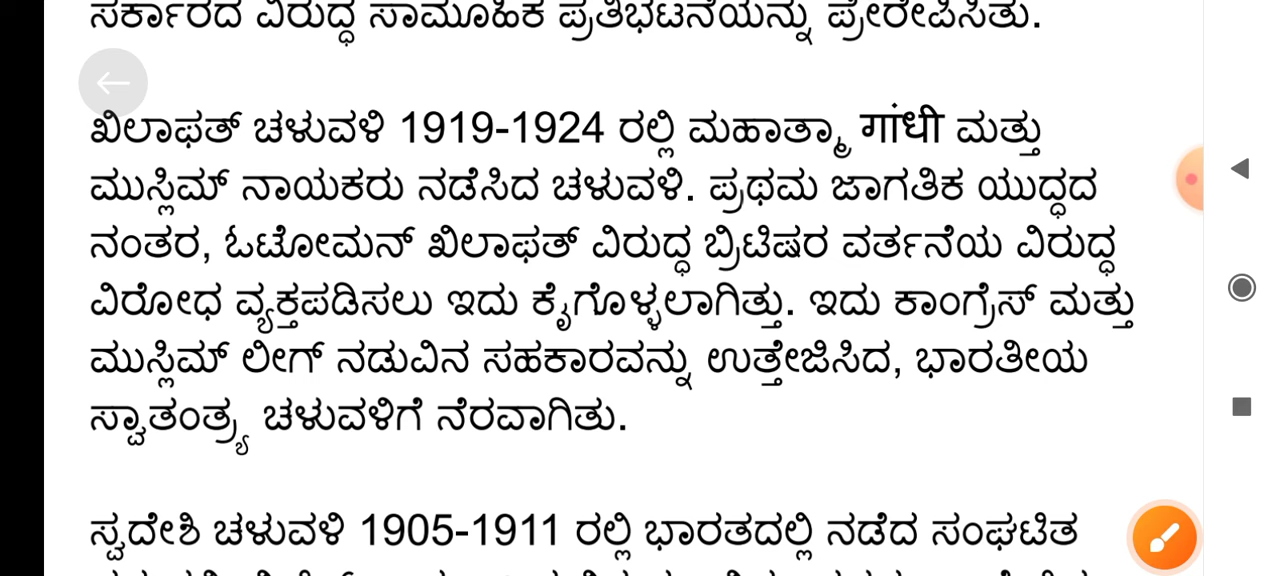 ಸರ್ಕಾರದ ವಿರುದ್ಧ ಸಾಮೂಹಿಕ ಪ್ರತಿಭಟನೆಯನ್ನು ಪ್ರೇರೇಪಿಸಿತು.
ಖಿಲಾಫತ್ ಚಳುವಳಿ 1919-1924 ರಲ್ಲಿ ಮಹಾತ್ಮಾ गांधी ಮತ್ತು
ಮುಸ್ಲಿಮ್ ನಾಯಕರು ನಡೆಸಿದ ಚಳುವಳಿ. ಪ್ರಥಮ ಜಾಗತಿಕ ಯುದ್ಧದ
ನಂತರ, ಓಟೋಮನ್ ಖಿಲಾಫತ್ ವಿರುದ್ಧ ಬ್ರಿಟಿಷರ ವರ್ತನೆಯ ವಿರುದ್ಧ
ವಿರೋಧ ವ್ಯಕ್ತಪಡಿಸಲು ಇದು ಕೈಗೊಳ್ಳಲಾಗಿತ್ತು. ಇದು ಕಾಂಗ್ರೆಸ್ ಮತ್ತು
ಮುಸ್ಲಿಮ್ ಲೀಗ್ ನಡುವಿನ ಸಹಕಾರವನ್ನು ಉತ್ತೇಜಿಸಿದ, ಭಾರತೀಯ
ಸ್ವಾತಂತ್ರ್ಯ ಚಳುವಳಿಗೆ ನೆರವಾಗಿತು.
ಸ್ವದೇಶಿ ಚಳುವಳಿ 1905-1911 ರಲ್ಲಿ ಭಾರತದಲ್ಲಿ ನಡೆದ ಸಂಘಟಿತ